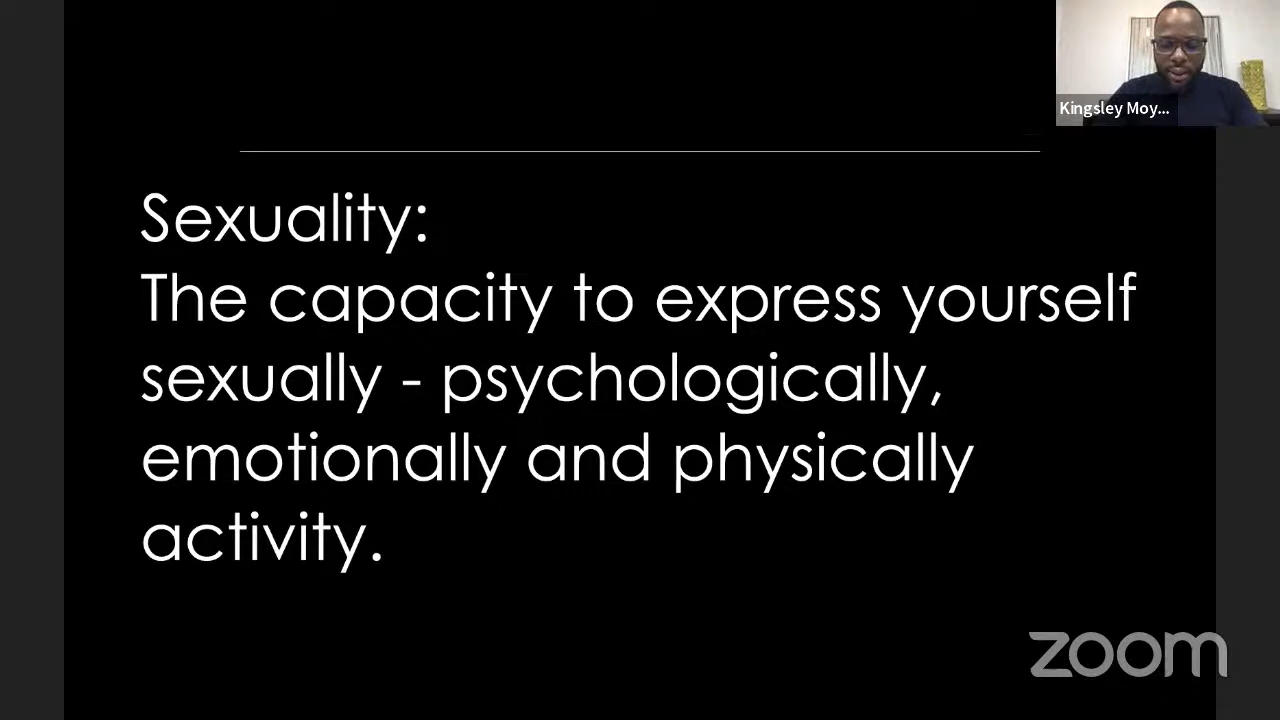 Kingsley Moy...
Sexuality:
The capacity to express yourself
sexually - psychologically,
emotionally and physically
activity.
zoom